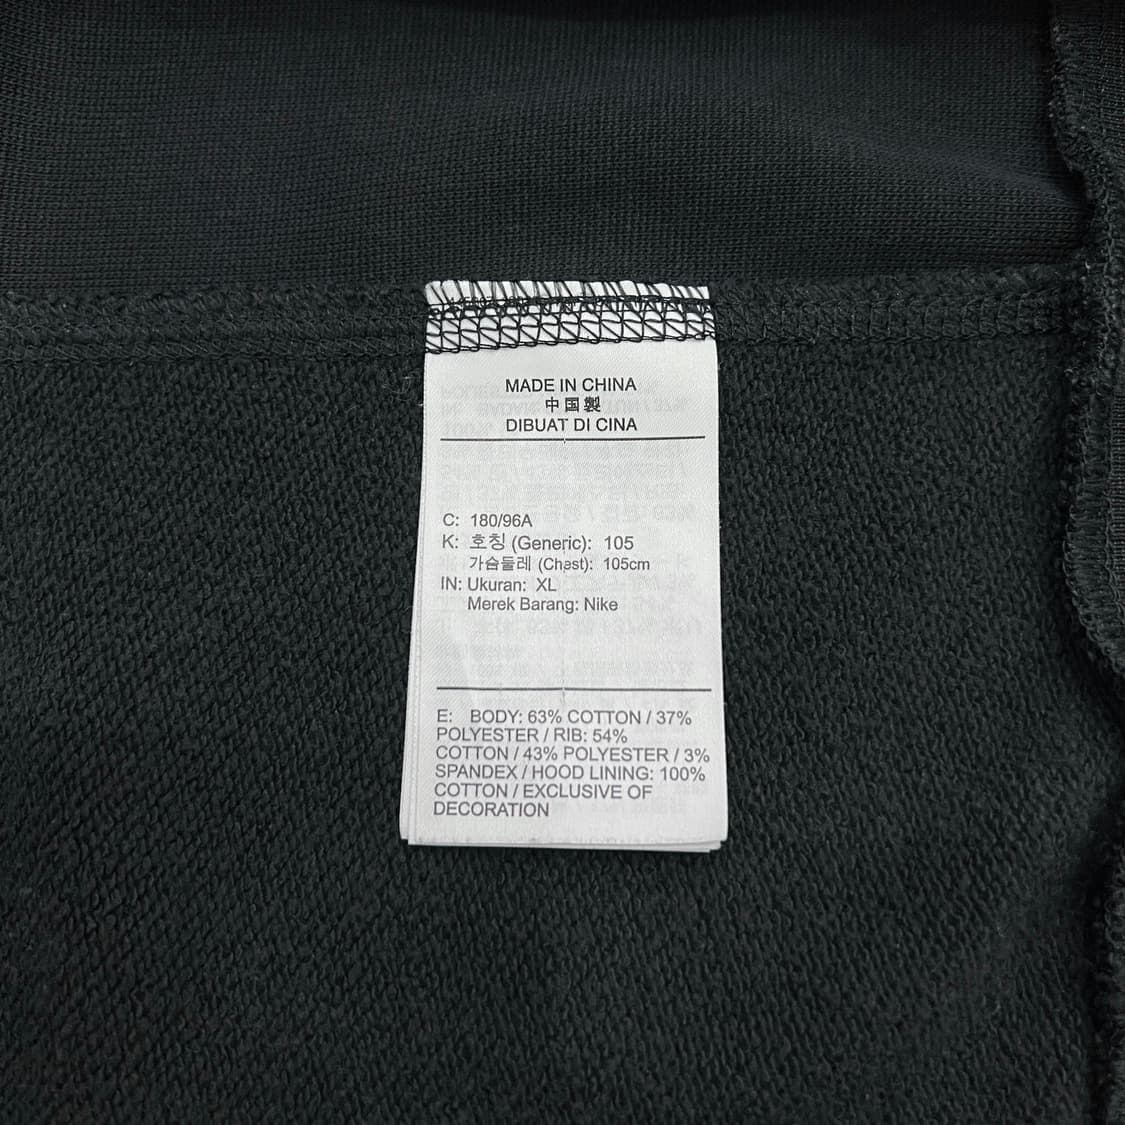 MADE IN CHINA
中国製
DIBUAT DI CINA
C: 180/96A
K: 호칭 (Generic): 105
가슴둘레 (Chest): 105cm
IN: Ukuran: XL
Merek Barang: Nike
E: BODY: 63% COTTON / 37%
POLYESTER / RIB: 54%
COTTON / 43% POLYESTER / 3%
SPANDEX / HOOD LINING: 100%
COTTON / EXCLUSIVE OF
DECORATION